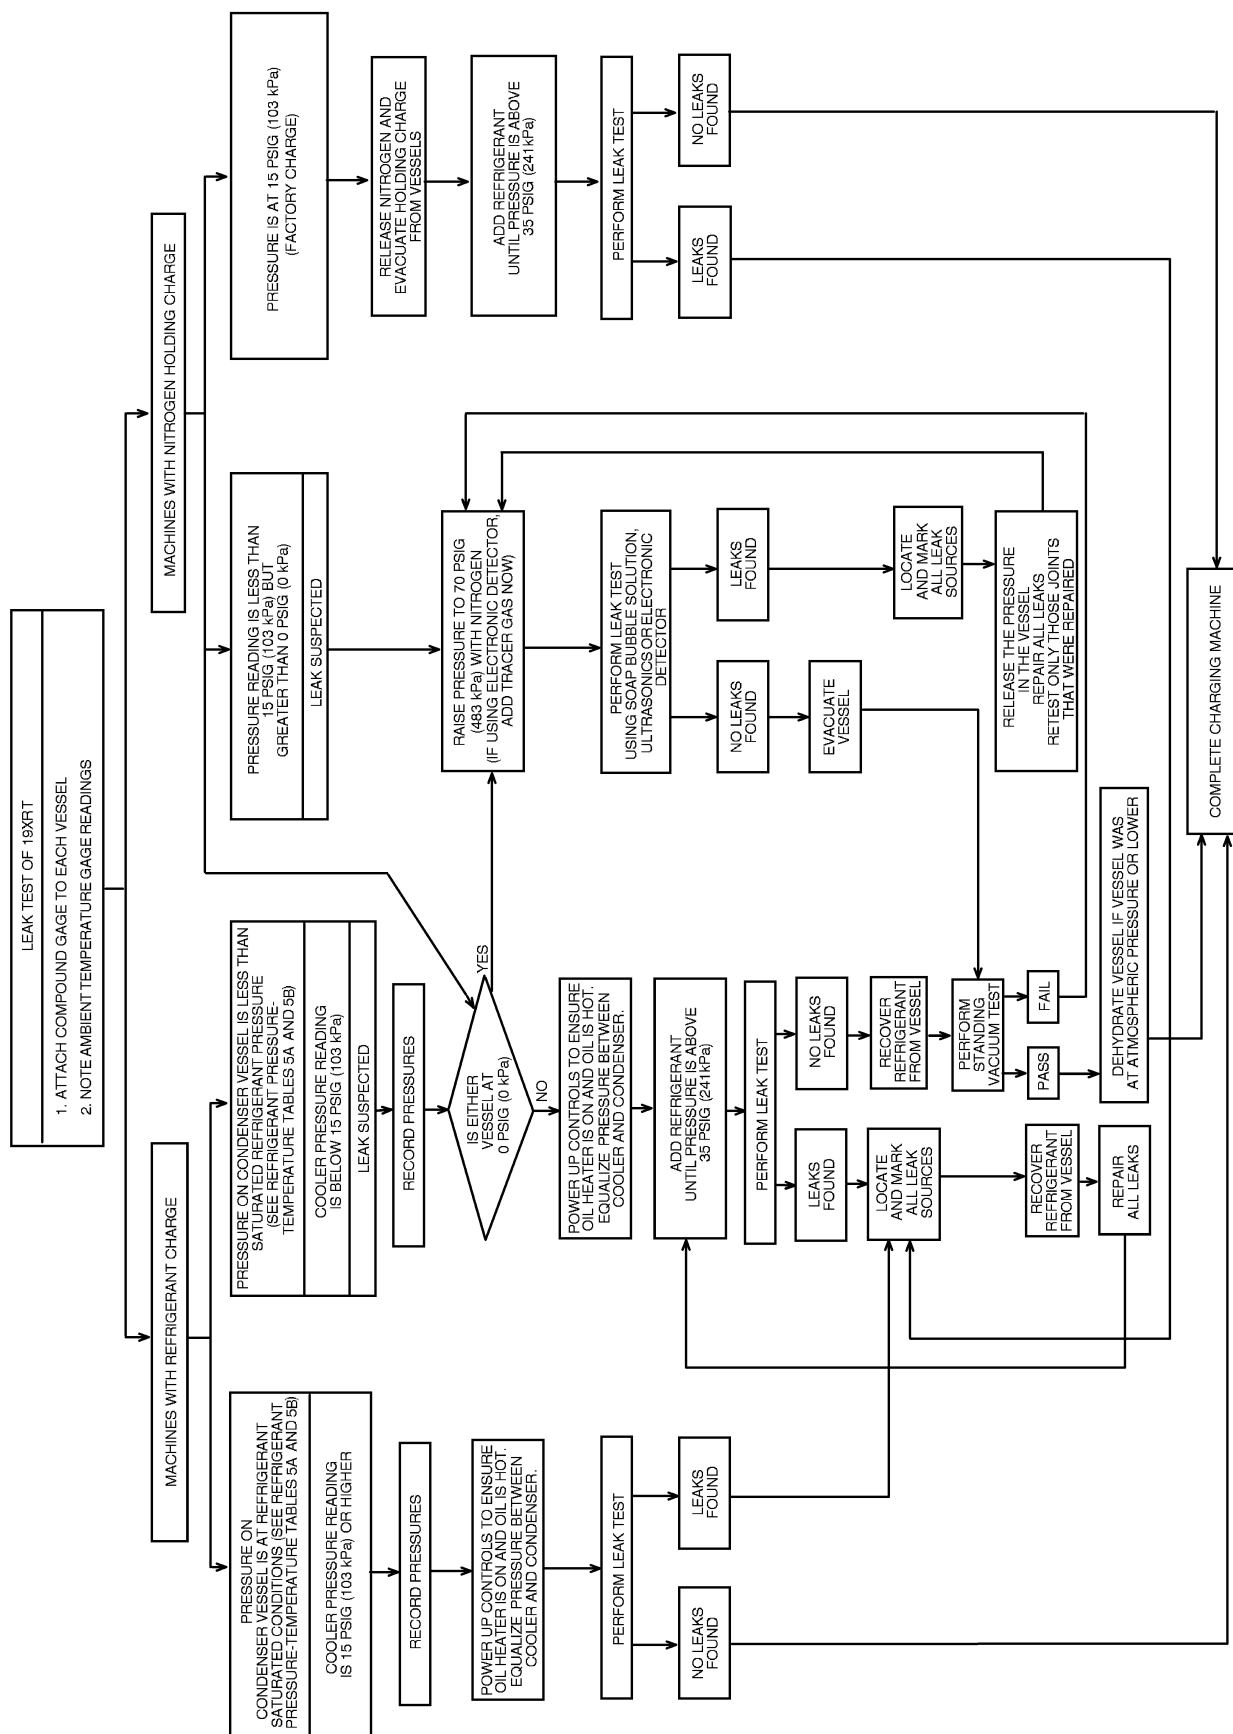 LEAK TEST OF 19XRT
1. ATTACH COMPOUND GAGE TO EACH VESSEL
2. NOTE AMBIENT TEMPERATURE GAGE READINGS
MACHINES WITH REFRIGERANT CHARGE
MACHINES WITH NITROGEN HOLDING CHARGE
PRESSURE ON
CONDENSER VESSEL IS AT REFRIGERANT
SATURATED CONDITIONS (SEE REFRIGERANT
PRESSURE-TEMPERATURE TABLES 5A AND 5B)
COOLER PRESSURE READING
IS 15 PSIG (103 kPa) OR HIGHER
RECORD PRESSURES
POWER UP CONTROLS TO ENSURE
OIL HEATER IS ON AND OIL IS HOT.
EQUALIZE PRESSURE BETWEEN
COOLER AND CONDENSER.
PERFORM LEAK TEST
NO LEAKS
FOUND
LEAKS
FOUND
PRESSURE ON CONDENSER VESSEL IS LESS THAN
SATURATED REFRIGERANT PRESSURE
(SEE REFRIGERANT PRESSURE-
TEMPERATURE TABLES 5A AND 5B)
COOLER PRESSURE READING
IS BELOW 15 PSIG (103 kPa)
LEAK SUSPECTED
RECORD PRESSURES
IS EITHER
VESSEL AT
0 PSIG (0 kPa)
YES
NO
POWER UP CONTROLS TO ENSURE
OIL HEATER IS ON AND OIL IS HOT.
EQUALIZE PRESSURE BETWEEN
COOLER AND CONDENSER.
ADD REFRIGERANT
UNTIL PRESSURE IS ABOVE
35 PSIG (241kPa)
PERFORM LEAK TEST
LEAKS
FOUND
NO LEAKS
FOUND
LOCATE
AND MARK
ALL LEAK
SOURCES
RECOVER
REFRIGERANT
FROM VESSEL
PERFORM
STANDING
VACUUM TEST
PASS
FAIL
RECOVER
REFRIGERANT
FROM VESSEL
REPAIR
ALL LEAKS
DEHYDRATE VESSEL IF VESSEL WAS
AT ATMOSPHERIC PRESSURE OR LOWER
PRESSURE READING IS LESS THAN
15 PSIG (103 kPa) BUT
GREATER THAN 0 PSIG (0 kPa)
LEAK SUSPECTED
RAISE PRESSURE TO 70 PSIG
(483 kPa) WITH NITROGEN
(IF USING ELECTRONIC DETECTOR,
ADD TRACER GAS NOW)
PERFORM LEAK TEST
USING SOAP BUBBLE SOLUTION,
ULTRASONICS OR ELECTRONIC
DETECTOR
NO LEAKS
FOUND
LEAKS
FOUND
EVACUATE
VESSEL
LOCATE
AND MARK
ALL LEAK
SOURCES
RELEASE THE PRESSURE
IN THE VESSEL
REPAIR ALL LEAKS
RETEST ONLY THOSE JOINTS
THAT WERE REPAIRED
PRESSURE IS AT 15 PSIG (103 kPa)
(FACTORY CHARGE)
RELEASE NITROGEN AND
EVACUATE HOLDING CHARGE
FROM VESSELS
ADD REFRIGERANT
UNTIL PRESSURE IS ABOVE
35 PSIG (241kPa)
PERFORM LEAK TEST
LEAKS
FOUND
NO LEAKS
FOUND
COMPLETE CHARGING MACHINE